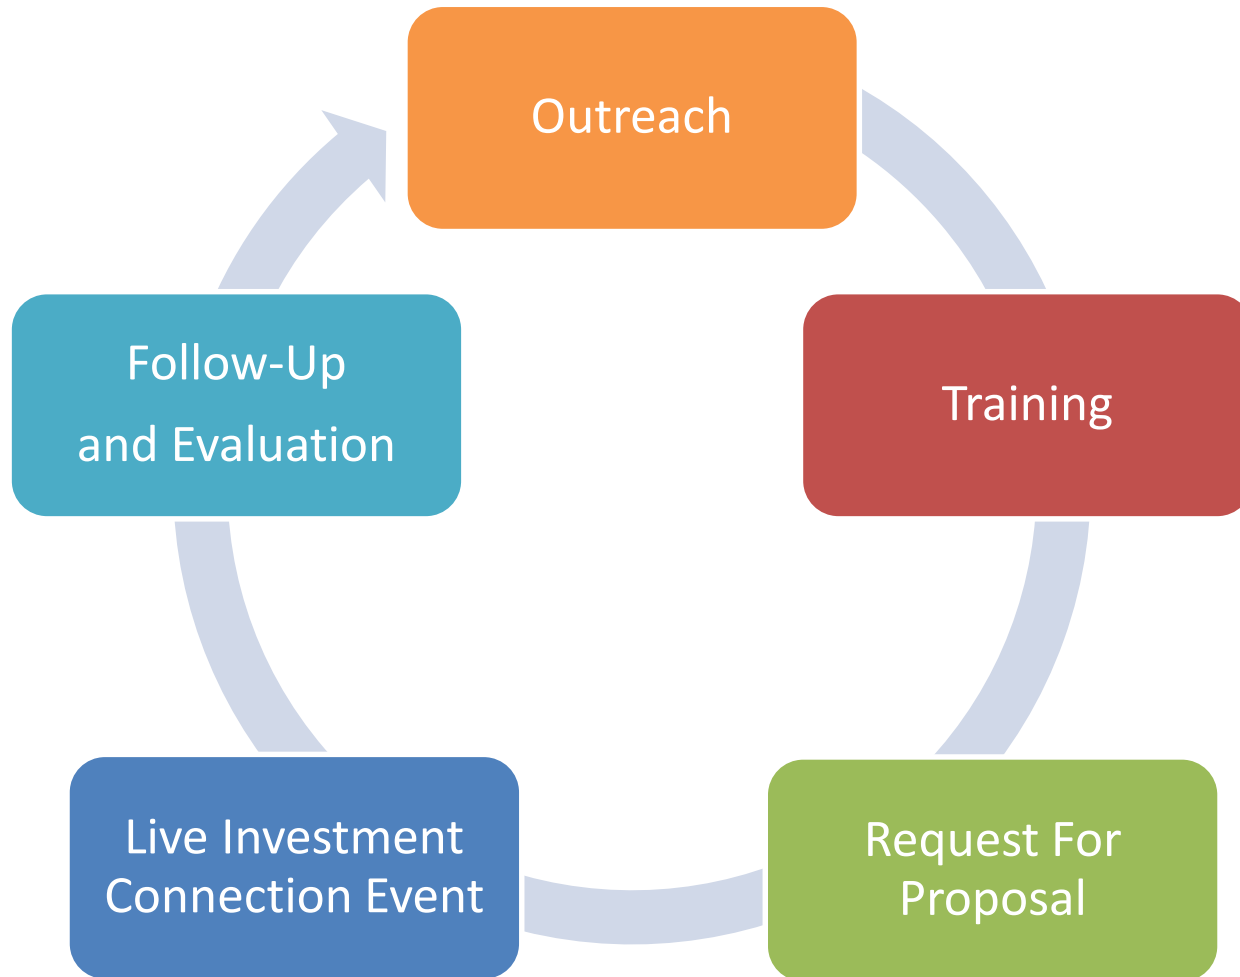 Outreach
Training
Request For
Proposal
Live Investment
Connection Event
Follow-Up
and Evaluation